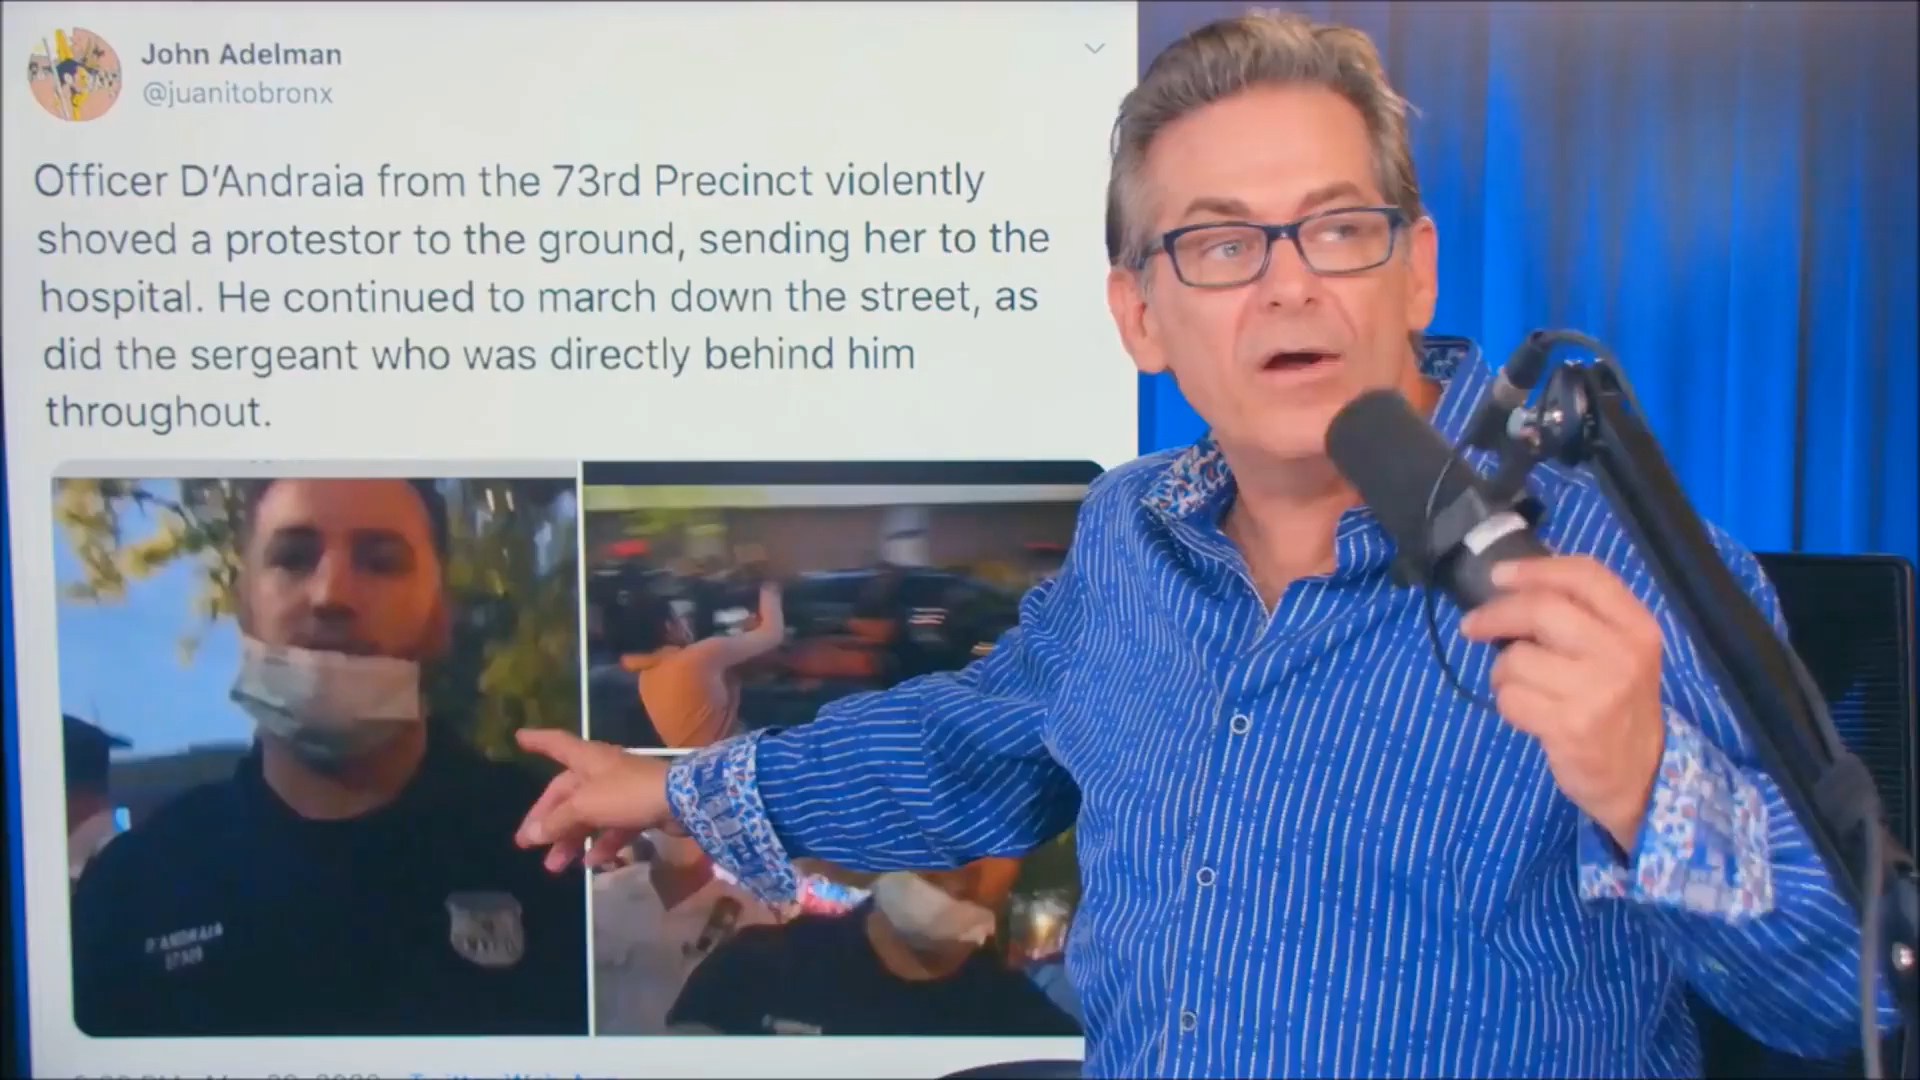 John Adelman
@juanitobronx
Officer D'Andraia from the 73rd Precinct violently
shoved a protestor to the ground, sending her to the
hospital. He continued to march down the street, as
did the sergeant who was directly behind him
throughout.
D'ANDRAIA